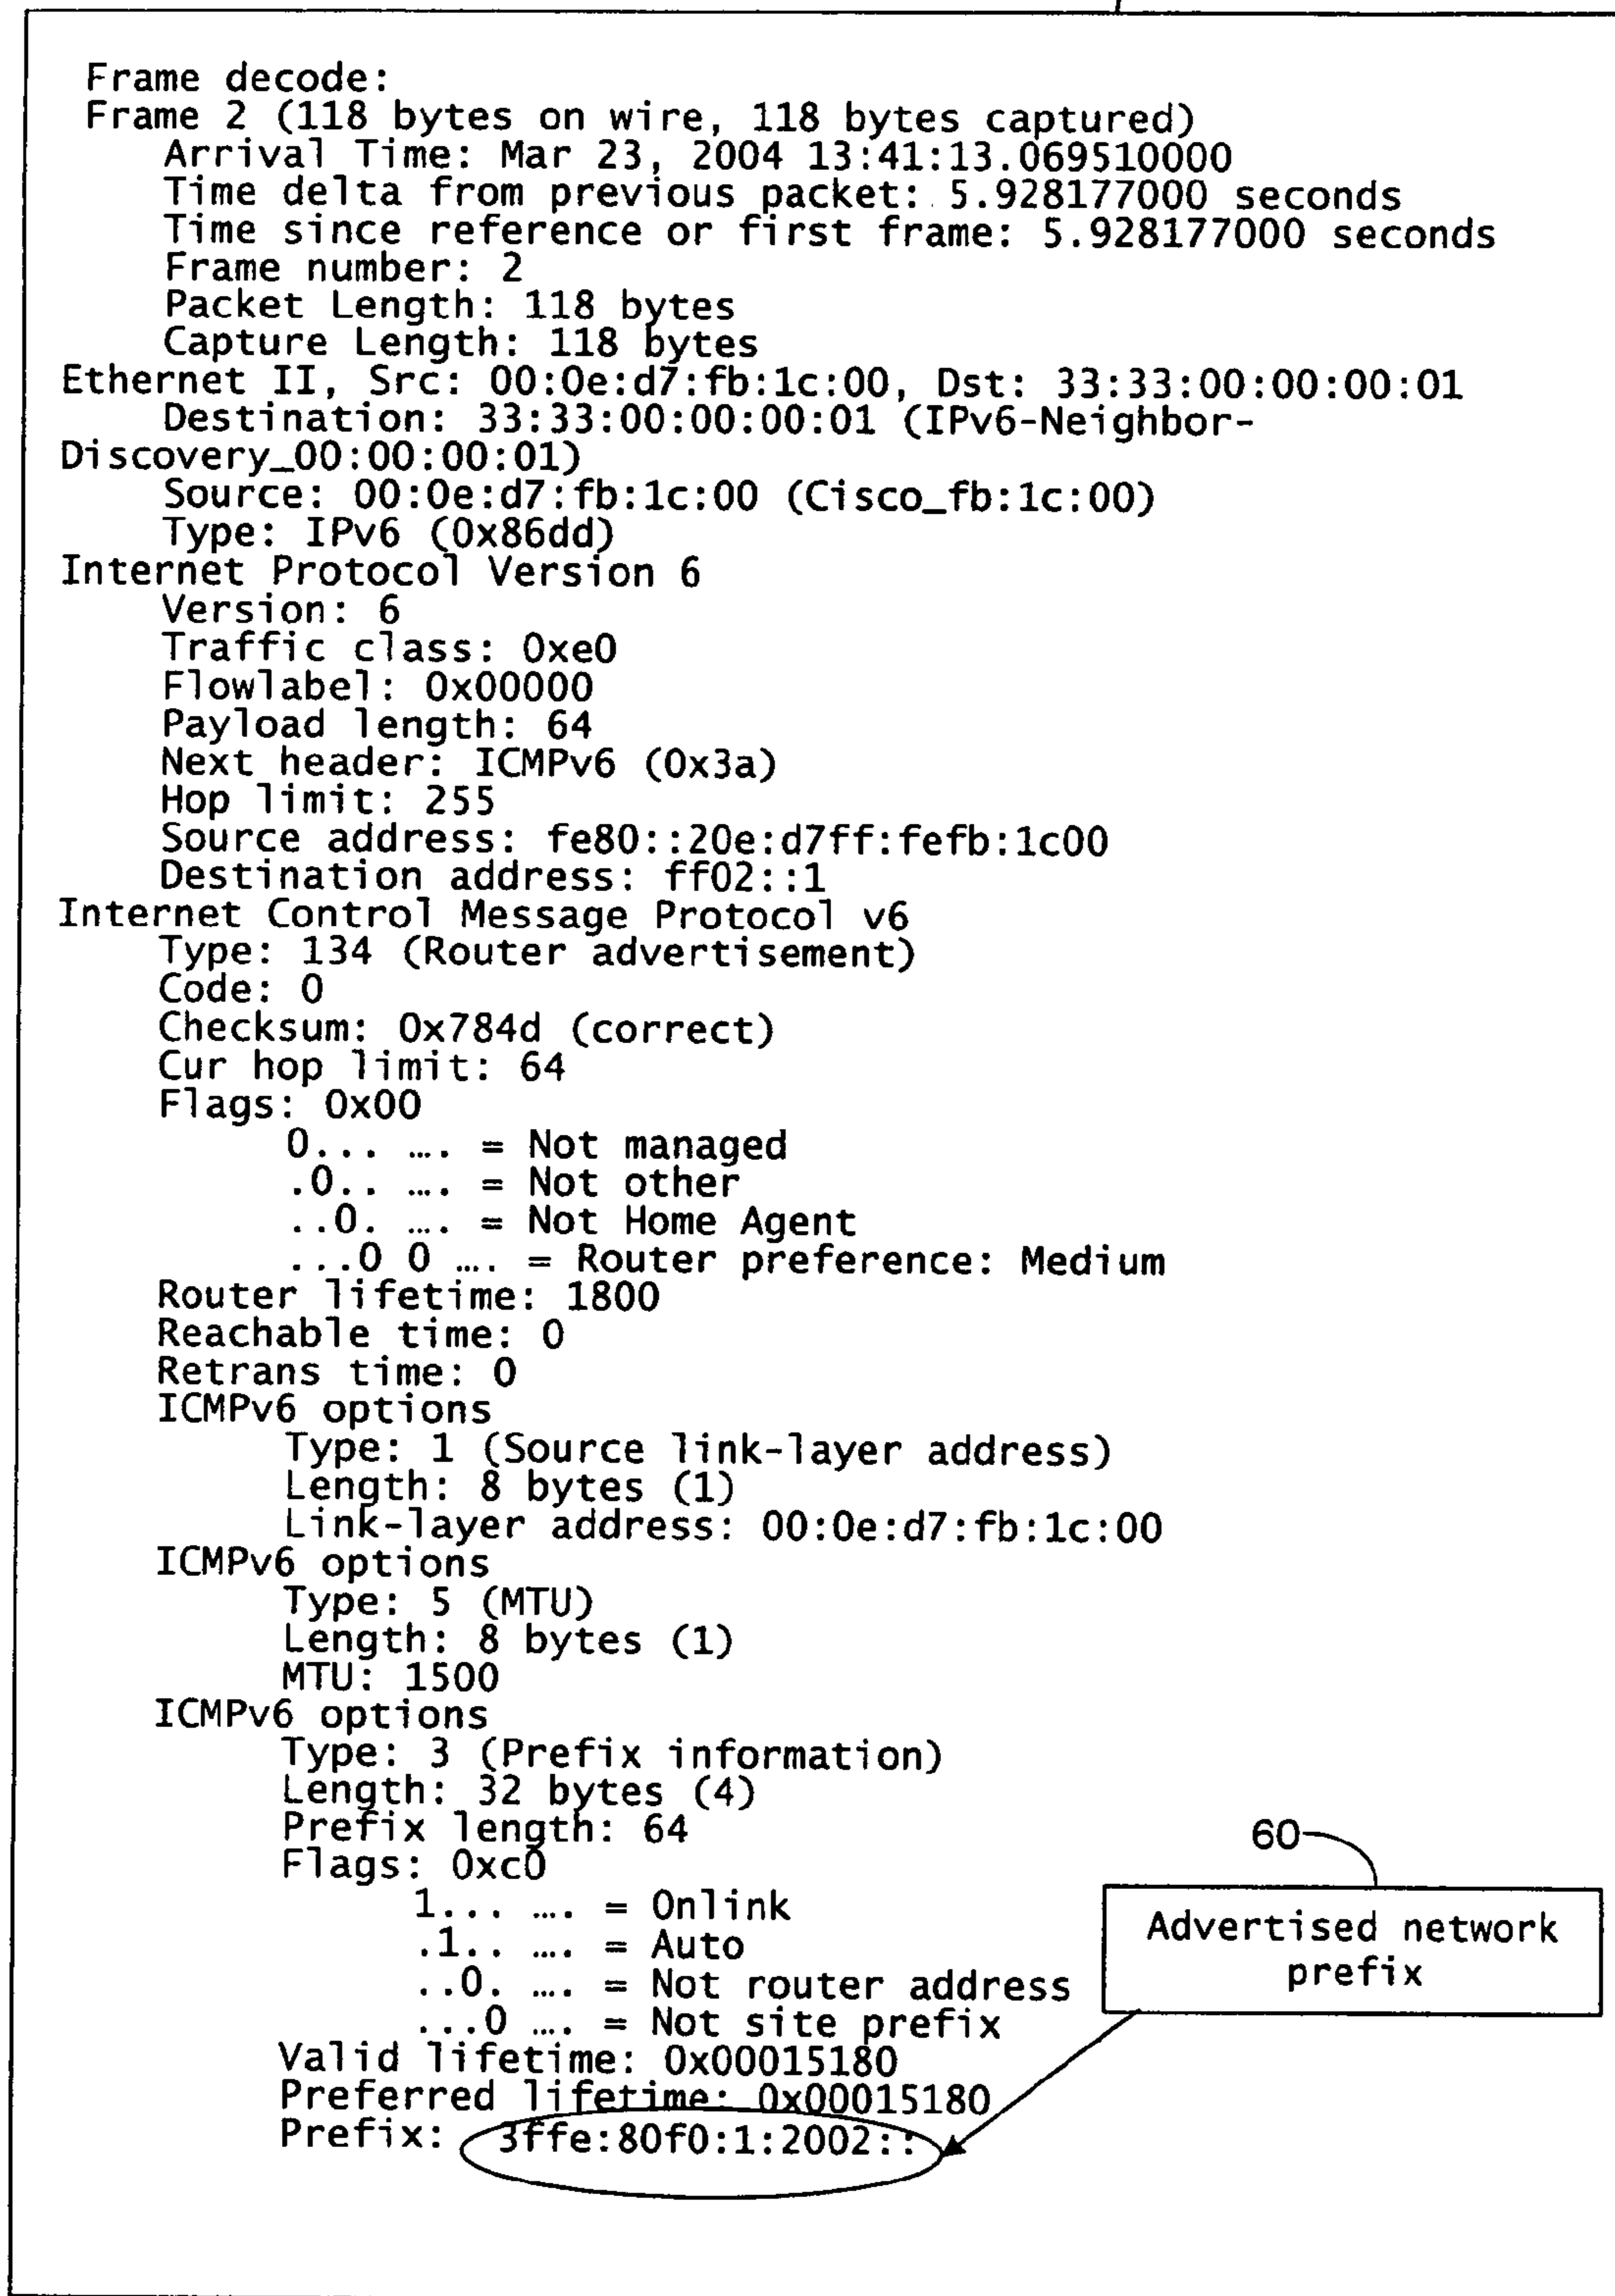 Frame decode:
Frame 2 (118 bytes on wire, 118 bytes captured)
Arrival Time: Mar 23, 2004 13:41:13.069510000
Time delta from previous packet: 5.928177000 seconds
Time since reference or first frame: 5.928177000 seconds
Frame number: 2
Packet Length: 118 bytes
Capture Length: 118 bytes
Ethernet II, Src: 00:0e:d7:fb:1c:00, Dst: 33:33:00:00:00:01
Destination: 33:33:00:00:00:01 (IPv6-Neighbor-
Discovery_00:00:00:01)
Source: 00:0e:d7:fb:1c:00 (Cisco_fb:1c:00)
Type: IPv6 (0x86dd)
Internet Protocol Version 6
Version: 6
Traffic class: 0xe0
Flowlabel: 0x00000
Payload length: 64
Next header: ICMPv6 (0x3a)
Hop limit: 255
Source address: fe80::20e:d7ff:fefb:1c00
Destination address: ff02::1
Internet Control Message Protocol v6
Type: 134 (Router advertisement)
Code: 0
Checksum: 0x784d (correct)
Cur hop limit: 64
Flags: 0x00
0... .... = Not managed
.0.. .... = Not other
..0. .... = Not Home Agent
...0 0 .... = Router preference: Medium
Router lifetime: 1800
Reachable time: 0
Retrans time: 0
ICMPv6 options
Type: 1 (Source link-layer address)
Length: 8 bytes (1)
Link-layer address: 00:0e:d7:fb:1c:00
ICMPv6 options
Type: 5 (MTU)
Length: 8 bytes (1)
MTU: 1500
ICMPv6 options
Type: 3 (Prefix information)
Length: 32 bytes (4)
Prefix length: 64
Flags: 0xc0
1... .... = Onlink
.1.. .... = Auto
..0. .... = Not router address
...0 .... = Not site prefix
Valid lifetime: 0x00015180
Preferred lifetime: 0x00015180
Prefix: 3ffe:80f0:1:2002::
60
Advertised network
prefix